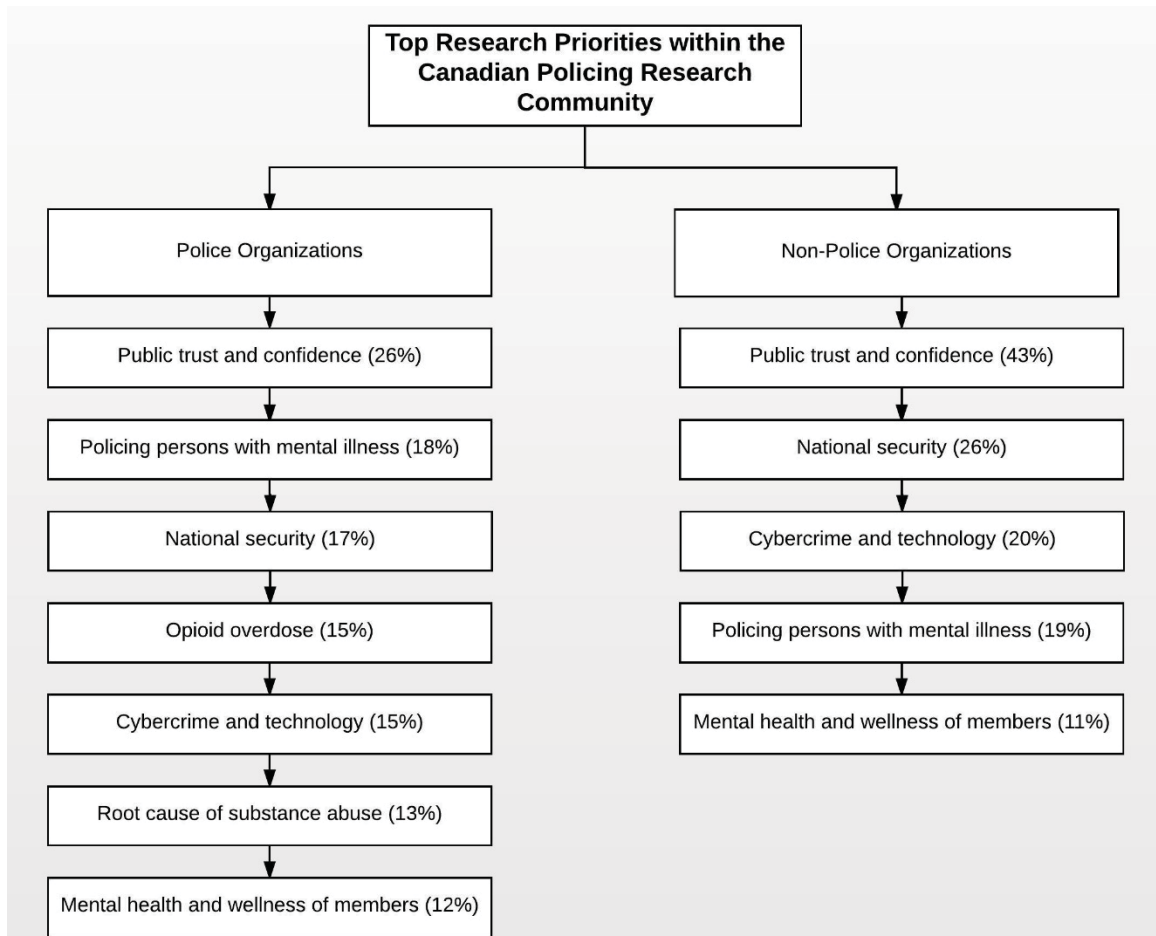 Top Research Priorities within the
Canadian Policing Research
Community
Police Organizations
Public trust and confidence (26%)
Policing persons with mental illness (18%)
National security (17%)
Opioid overdose (15%)
Cybercrime and technology (15%)
Root cause of substance abuse (13%)
Mental health and wellness of members (12%)
Non-Police Organizations
Public trust and confidence (43%)
National security (26%)
Cybercrime and technology (20%)
Policing persons with mental illness (19%)
Mental health and wellness of members (11%)